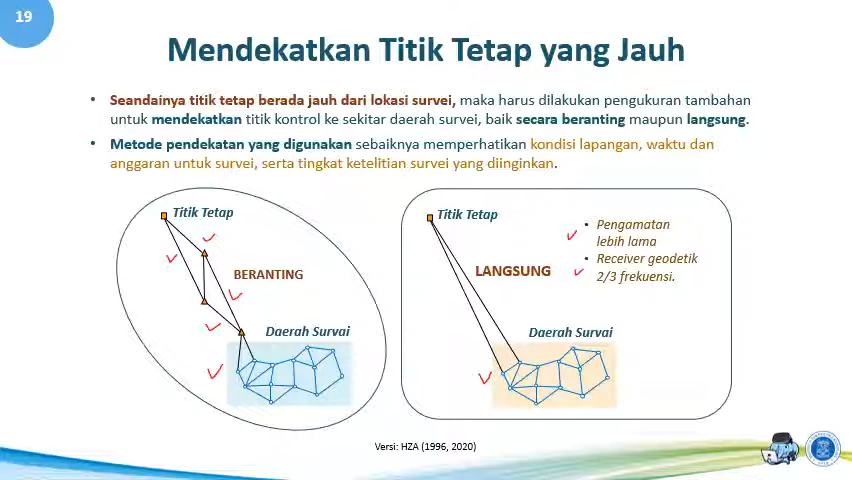 19
Mendekatkan Titik Tetap yang Jauh
• Seandainya titik tetap berada jauh dari lokasi survei, maka harus dilakukan pengukuran tambahan
untuk mendekatkan titik kontrol ke sekitar daerah survei, baik secara beranting maupun langsung.
• Metode pendekatan yang digunakan sebaiknya memperhatikan kondisi lapangan, waktu dan
anggaran untuk survei, serta tingkat ketelitian survei yang diinginkan.
Titik Tetap
BERANTING
Daerah Survai
Titik Tetap
• Pengamatan
lebih lama
• Receiver geodetik
2/3 frekuensi.
LANGSUNG
Daerah Survai
Versi: HZA (1996, 2020)